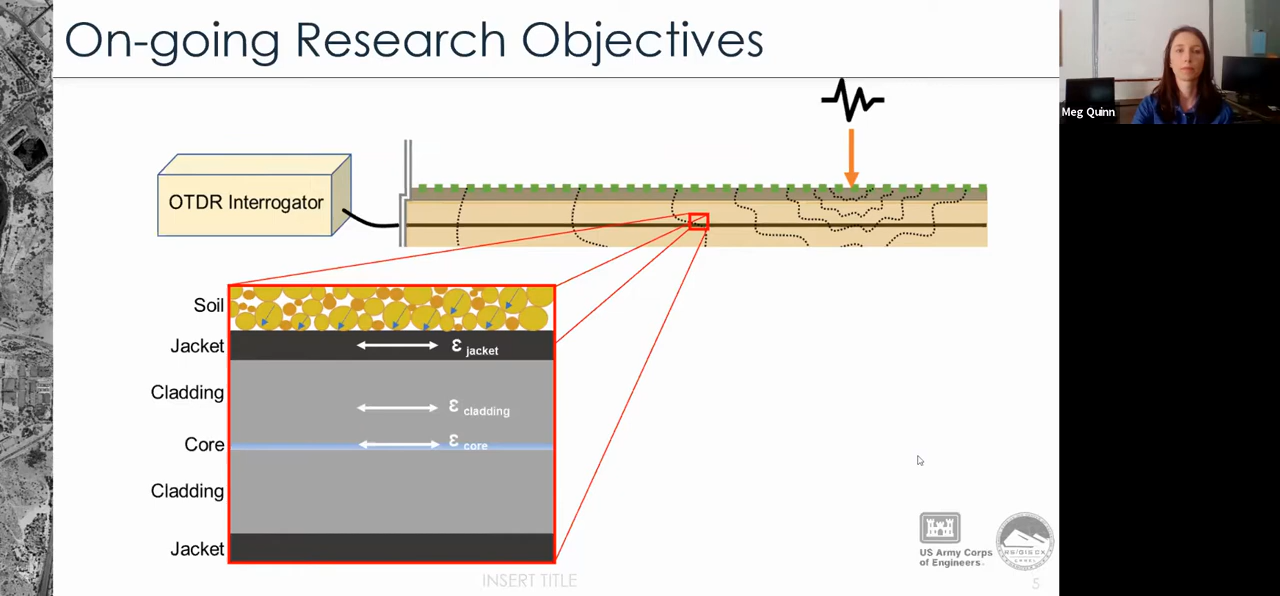 On-going Research Objectives
Meg Quinn
OTDR Interrogator
Soil
Jacket
ε jacket
Cladding
ε cladding
Core
ε core
Cladding
Jacket
US Army Corps
of Engineers®
INSERT TITLE
5